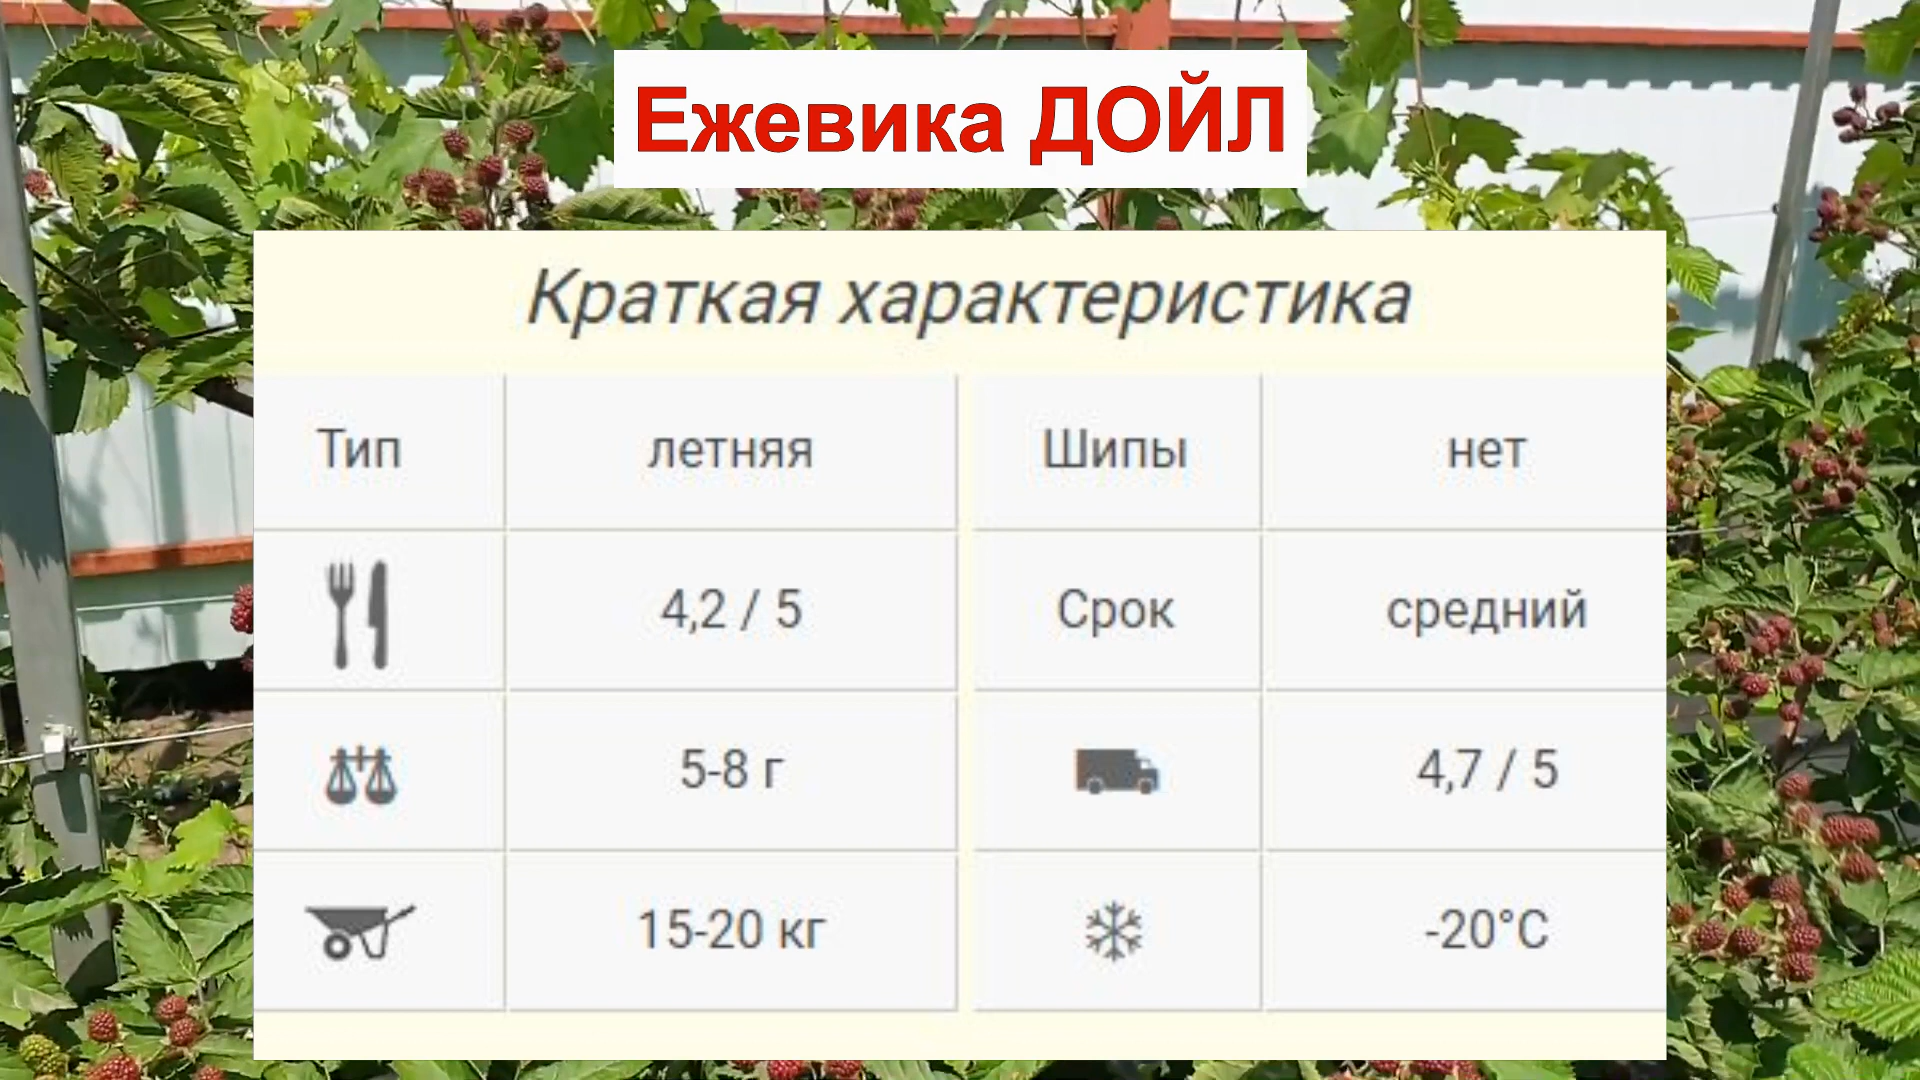 Ежевика ДОЙЛ
Краткая характеристика
Тип летняя Шипы нет
4,2 / 5 Срок средний
5-8 г 4,7 / 5
15-20 кг -20°C